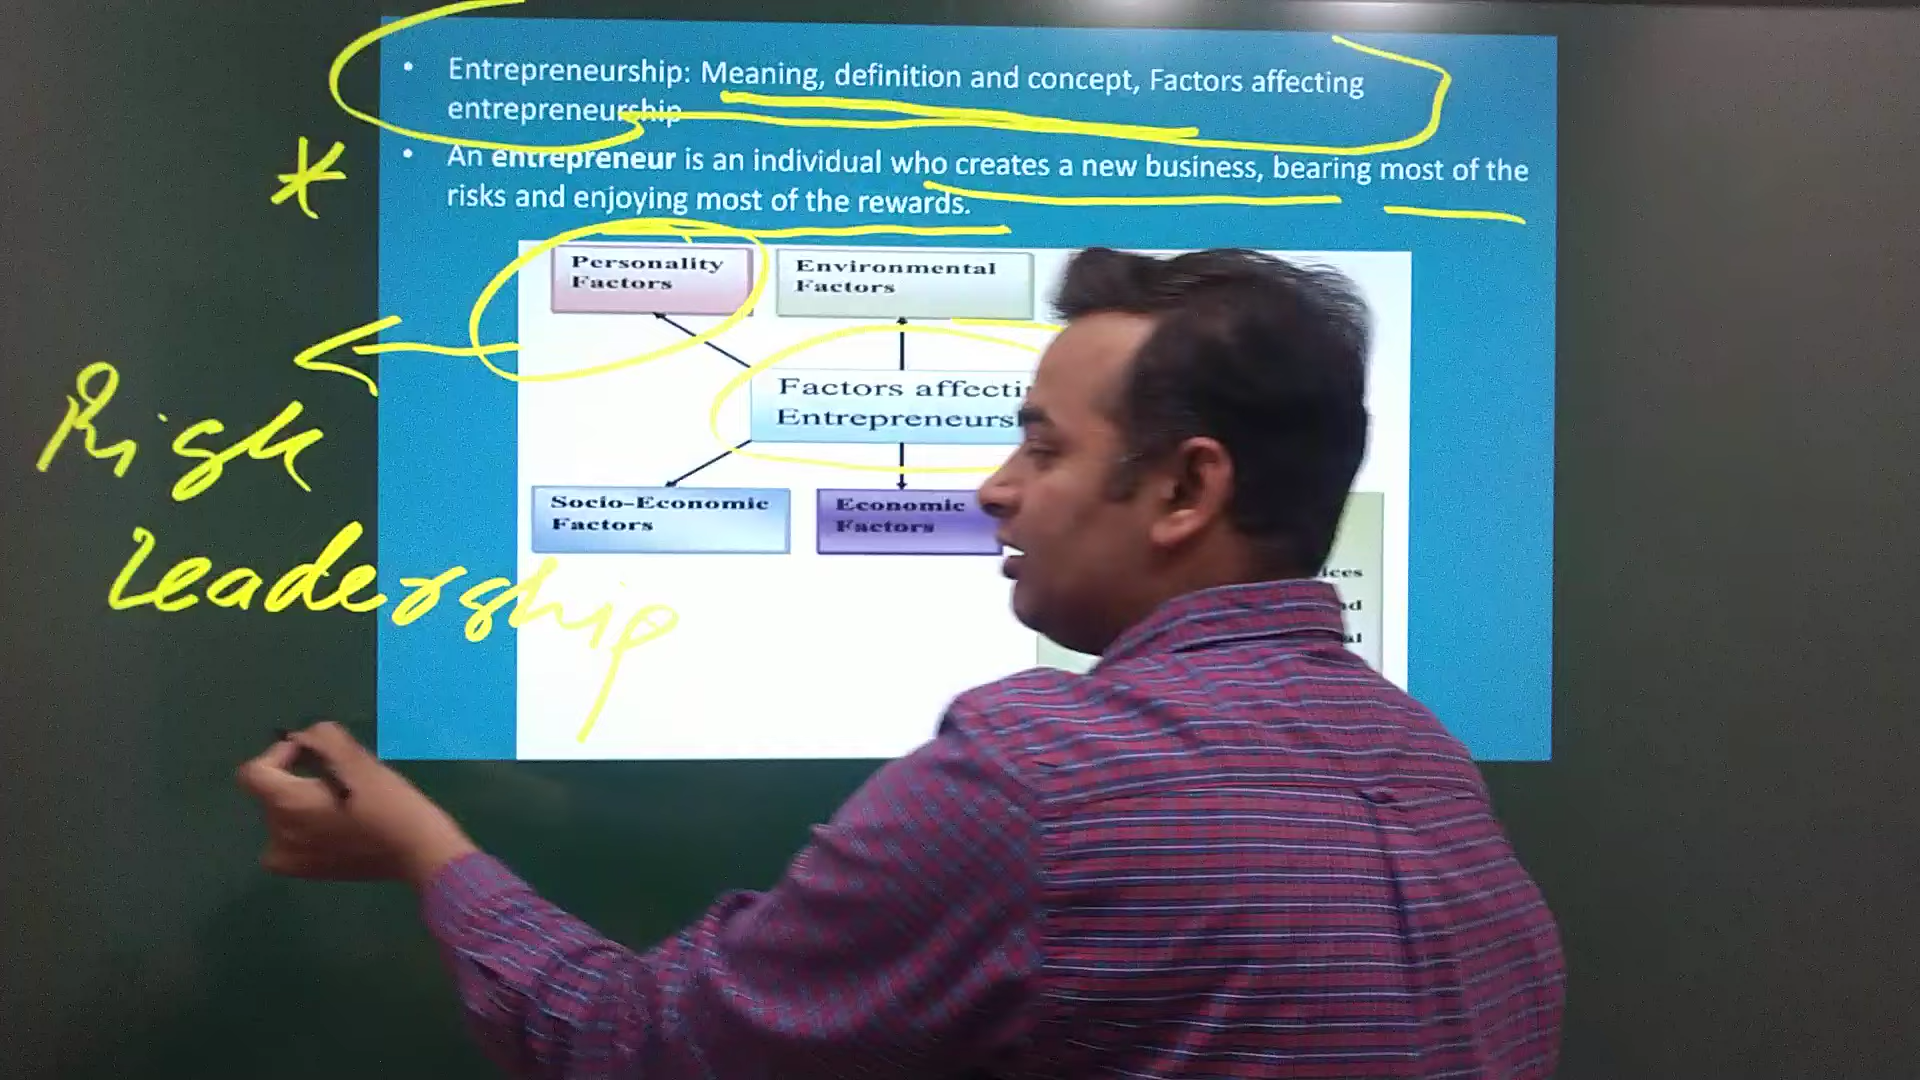 • Entrepreneurship: Meaning, definition and concept, Factors affecting
entrepreneurship
• An entrepreneur is an individual who creates a new business, bearing most of the
risks and enjoying most of the rewards.
Personality
Factors
Environmental
Factors
Factors
Entrepreneurs
Socio-Economic
Factors
Economic
Factors
Risk
Leadership